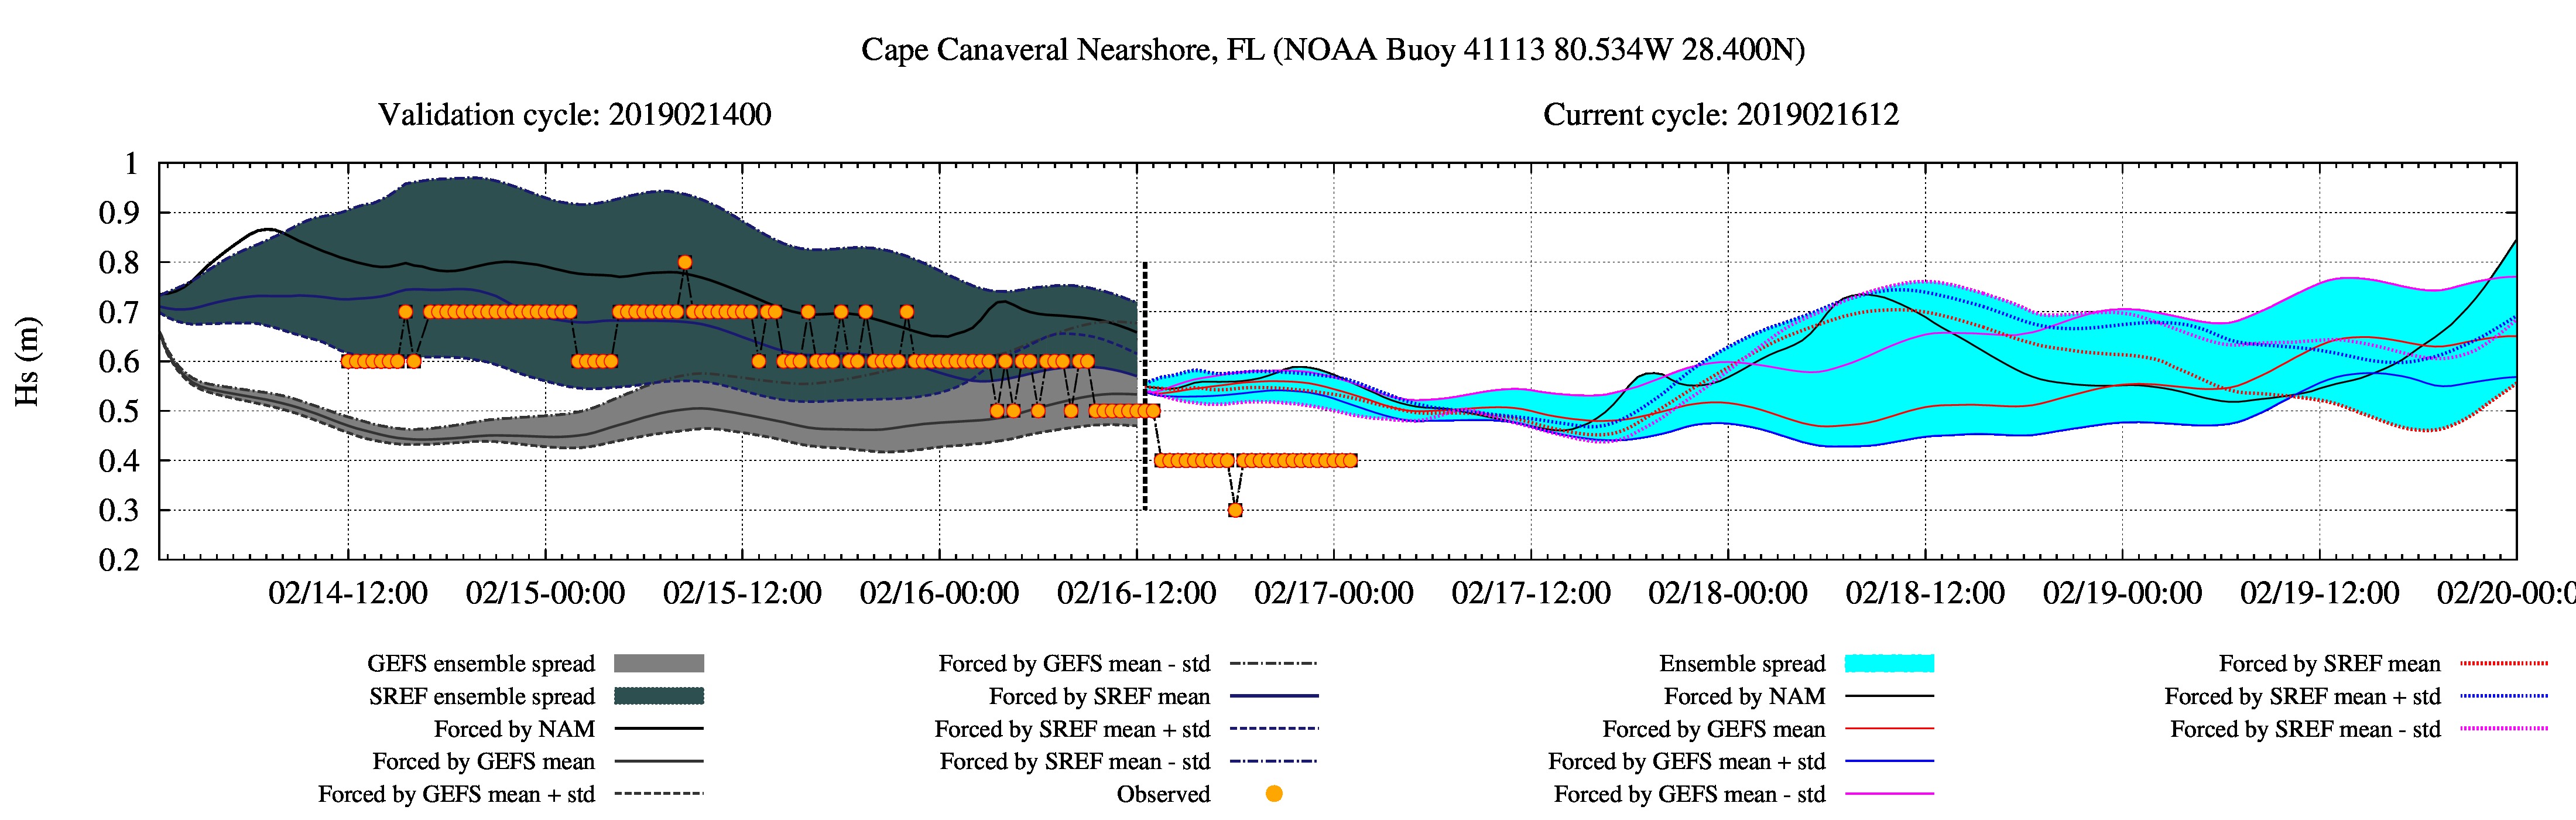 Cape Canaveral Nearshore, FL (NOAA Buoy 41113 80.534W 28.400N)
Validation cycle: 2019021400
Current cycle: 2019021612
Hs (m)
1
0.9
0.8
0.7
0.6
0.5
0.4
0.3
0.2
02/14-12:00 02/15-00:00 02/15-12:00 02/16-00:00 02/16-12:00 02/17-00:00 02/17-12:00 02/18-00:00 02/18-12:00 02/19-00:00 02/19-12:00 02/20-00:0
GEFS ensemble spread
SREF ensemble spread
Forced by NAM
Forced by GEFS mean
Forced by GEFS mean + std
Forced by GEFS mean - std
Forced by SREF mean
Forced by SREF mean + std
Forced by SREF mean - std
Observed
Ensemble spread
Forced by NAM
Forced by GEFS mean
Forced by GEFS mean + std
Forced by GEFS mean - std
Forced by SREF mean
Forced by SREF mean + std
Forced by SREF mean - std